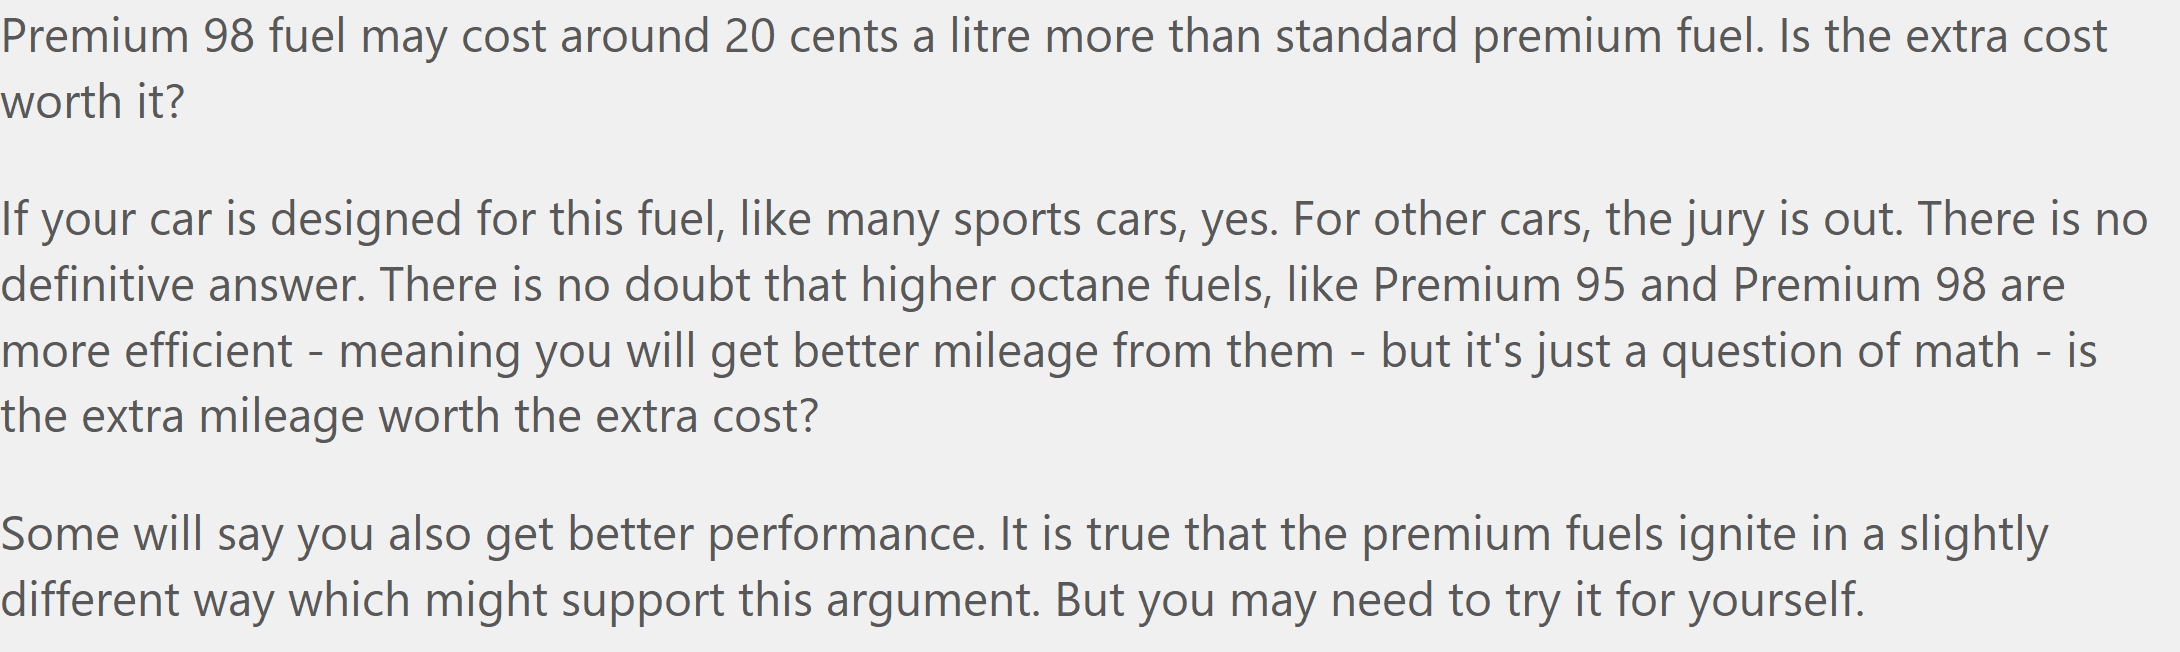 Premium 98 fuel may cost around 20 cents a litre more than standard premium fuel. Is the extra cost
worth it?
If your car is designed for this fuel, like many sports cars, yes. For other cars, the jury is out. There is no
definitive answer. There is no doubt that higher octane fuels, like Premium 95 and Premium 98 are
more efficient - meaning you will get better mileage from them - but it's just a question of math - is
the extra mileage worth the extra cost?
Some will say you also get better performance. It is true that the premium fuels ignite in a slightly
different way which might support this argument. But you may need to try it for yourself.